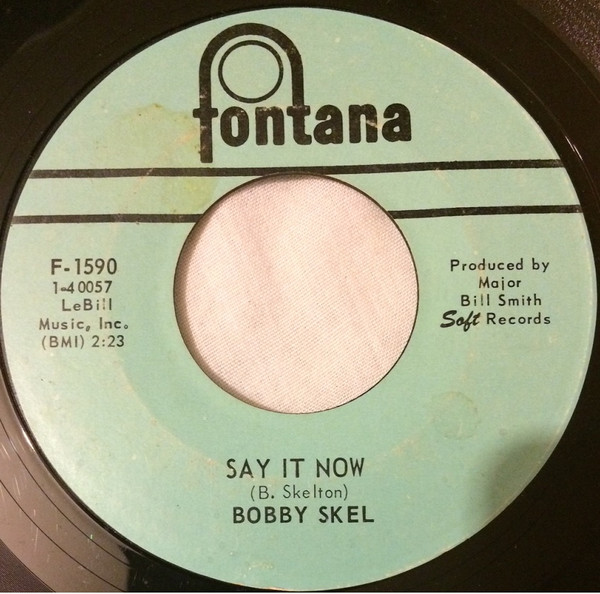 fontana
F-1590
1-40057
LeBill
Music, Inc.
(BMI) 2:23
Produced by
Major
Bill Smith
Soft Records
SAY IT NOW
(B. Skelton)
BOBBY SKEL